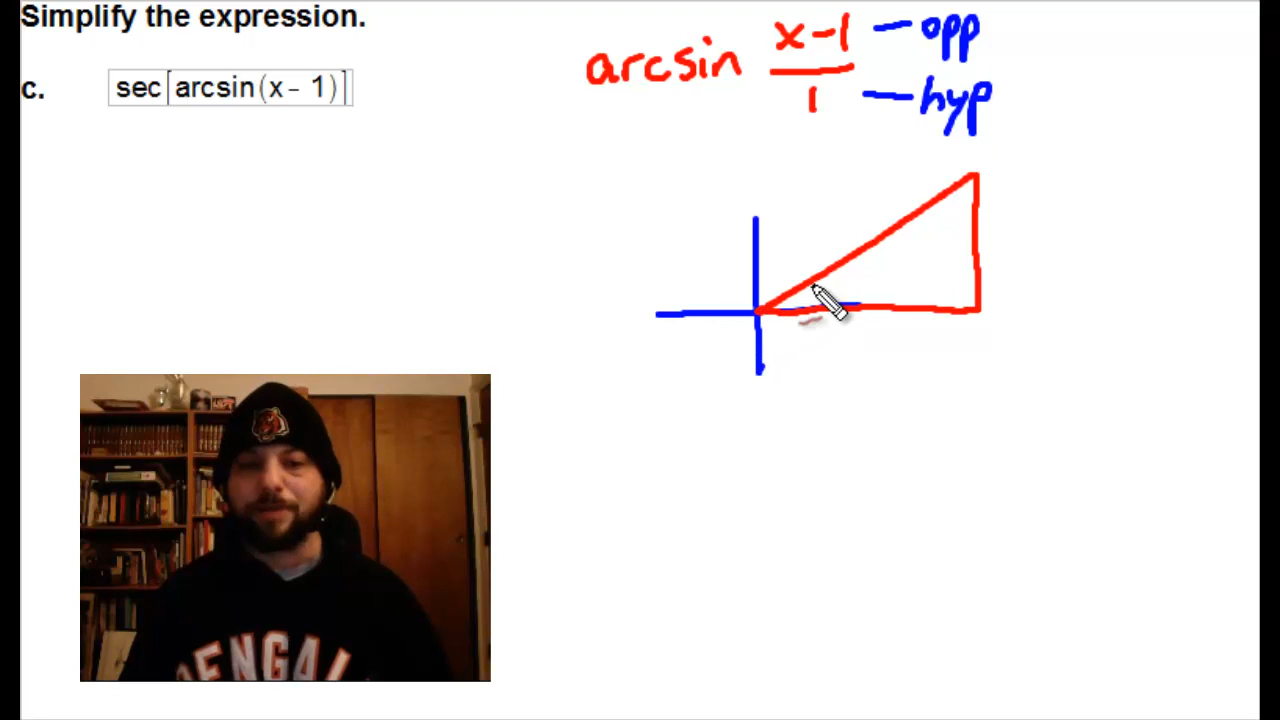 Simplify the expression.
c. sec[arcsin(x - 1)]
arcsin x-1 — opp
1 — hyp
BENGAL